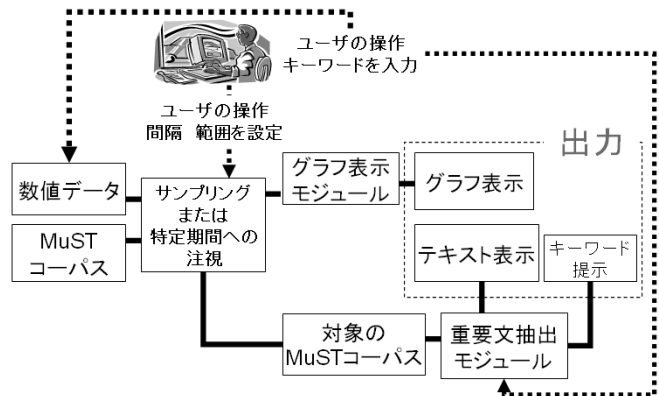 ユーザの操作
キーワードを入力
ユーザの操作
間隔 範囲を設定
出力
数値データ
サンプリング
または
特定期間への
注視
グラフ表示
モジュール
グラフ表示
MuST
コーパス
テキスト表示
キーワード
提示
対象の
MuSTコーパス
重要文抽出
モジュール